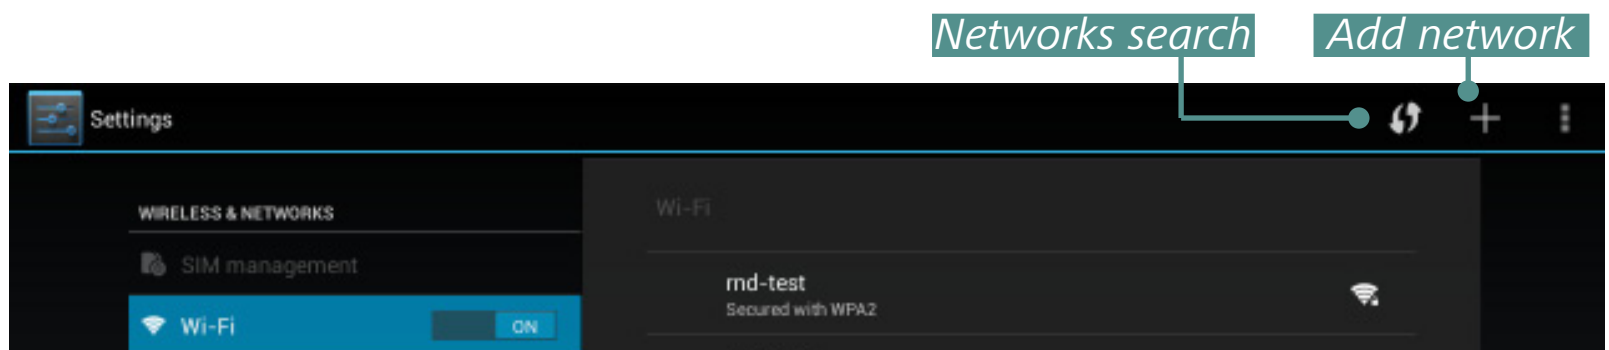 Networks search
Add network
Settings
WIRELESS & NETWORKS
Wi-Fi
SIM management
rnd-test
Secured with WPA2
Wi-Fi
ON